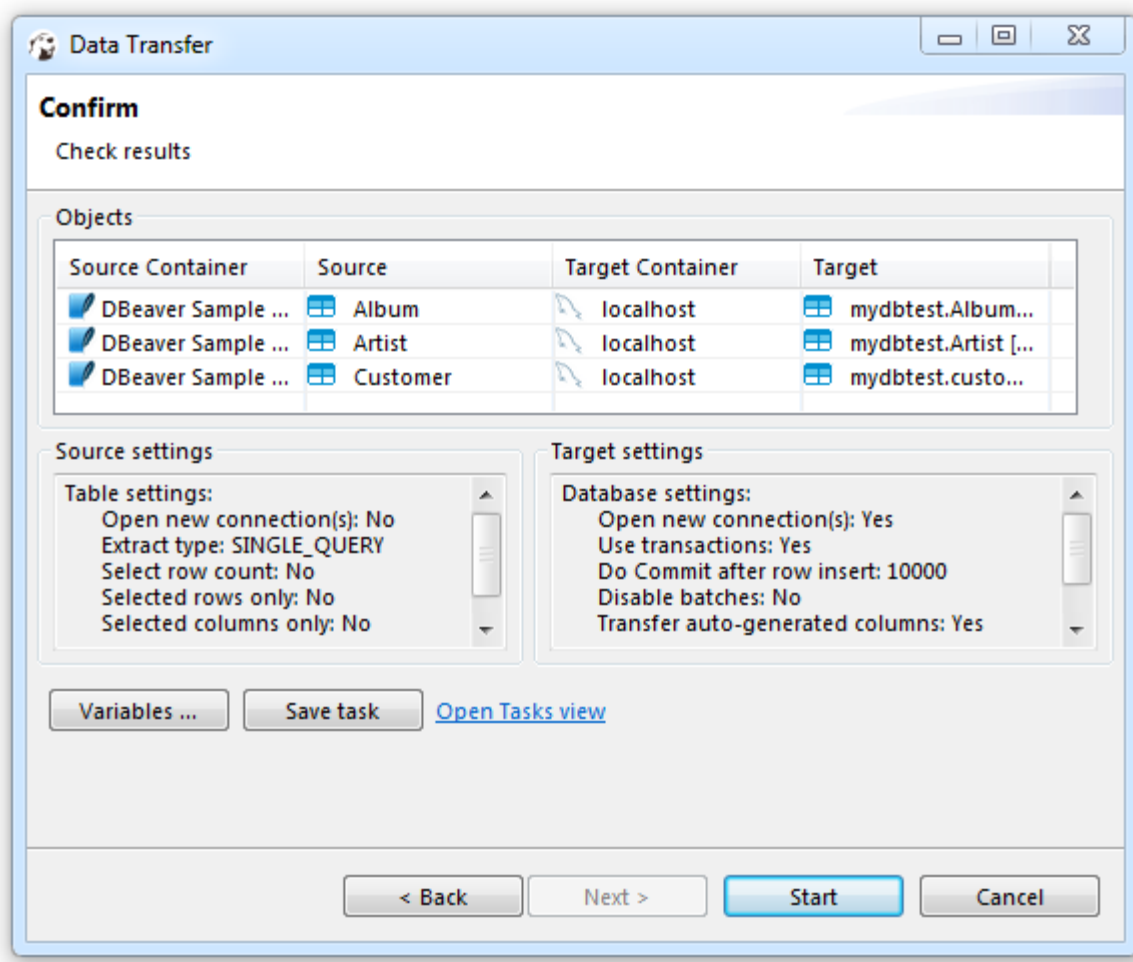 Data Transfer
Confirm
Check results
Objects
Source Container Source Target Container Target
DBeaver Sample ... Album localhost mydbtest.Album...
DBeaver Sample ... Artist localhost mydbtest.Artist [...
DBeaver Sample ... Customer localhost mydbtest.custo...
Source settings
Table settings:
Open new connection(s): No
Extract type: SINGLE_QUERY
Select row count: No
Selected rows only: No
Selected columns only: No
Target settings
Database settings:
Open new connection(s): Yes
Use transactions: Yes
Do Commit after row insert: 10000
Disable batches: No
Transfer auto-generated columns: Yes
Variables ... Save task Open Tasks view
< Back Next > Start Cancel